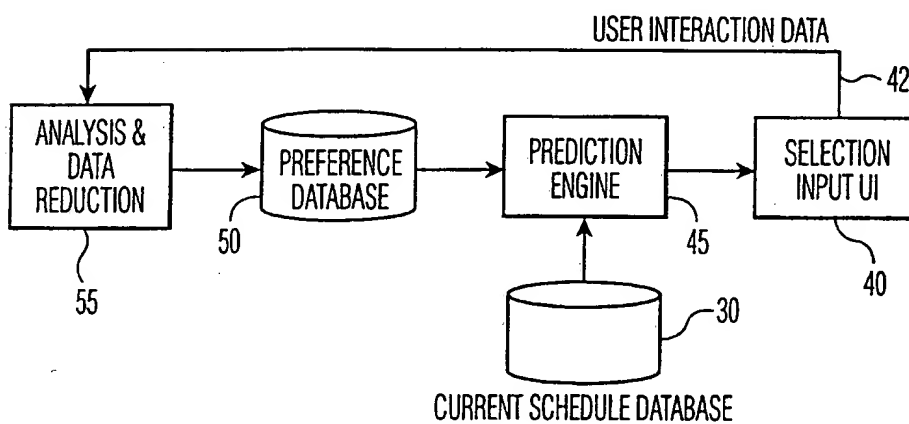 USER INTERACTION DATA
42
ANALYSIS &
DATA
REDUCTION
55
PREFERENCE
DATABASE
50
PREDICTION
ENGINE
45
SELECTION
INPUT UI
40
30
CURRENT SCHEDULE DATABASE